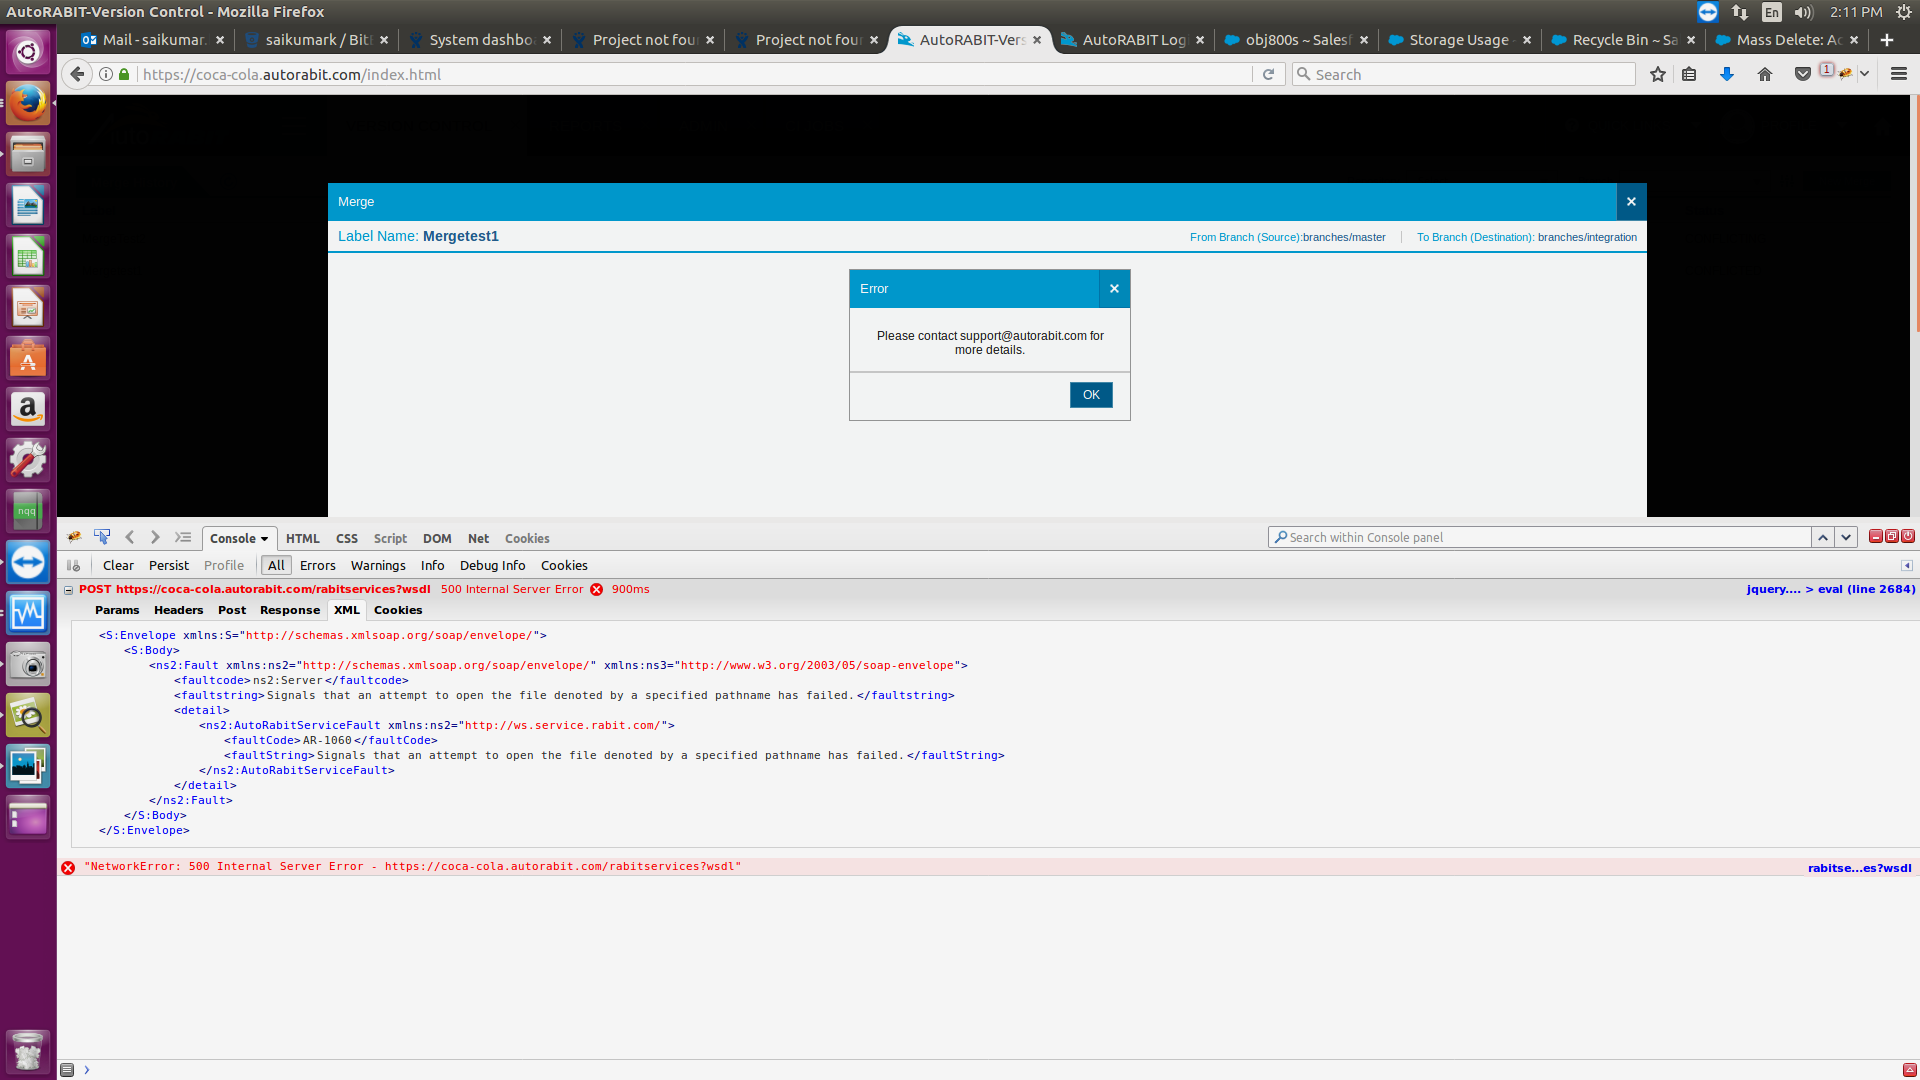 AutoRABIT-Version Control - Mozilla Firefox
En
2:11 PM
Mail - saikumar.
saikumark / Bit
System dashbo
Project not fou
Project not four
AutoRABIT-Vers
AutoRABIT Log
obj800s ~ Salesf
Storage Usage
Recycle Bin ~ Sa
Mass Delete: Ac
https://coca-cola.autorabit.com/index.html
Search
1
Merge
Label Name: Mergetest1
From Branch (Source):branches/master
To Branch (Destination): branches/integration
Error
Please contact support@autorabit.com for
more details.
OK
nqq
Console
HTML
CSS
Script
DOM
Net
Cookies
Search within Console panel
Clear
Persist
Profile
All
Errors
Warnings
Info
Debug Info
Cookies
POST https://coca-cola.autorabit.com/rabitservices?wsdl 500 Internal Server Error 900ms
jquery.... > eval (line 2684)
Params
Headers
Post
Response
XML
Cookies
<S:Envelope xmlns:S="http://schemas.xmlsoap.org/soap/envelope/">
<S:Body>
<ns2:Fault xmlns:ns2="http://schemas.xmlsoap.org/soap/envelope/" xmlns:ns3="http://www.w3.org/2003/05/soap-envelope">
<faultcode>ns2:Server</faultcode>
<faultstring>Signals that an attempt to open the file denoted by a specified pathname has failed.</faultstring>
<detail>
<ns2:AutoRabitServiceFault xmlns:ns2="http://ws.service.rabit.com/">
<faultCode>AR-1060</faultCode>
<faultString>Signals that an attempt to open the file denoted by a specified pathname has failed.</faultString>
</ns2:AutoRabitServiceFault>
</detail>
</ns2:Fault>
</S:Body>
</S:Envelope>
"NetworkError: 500 Internal Server Error - https://coca-cola.autorabit.com/rabitservices?wsdl"
rabitse...es?wsdl